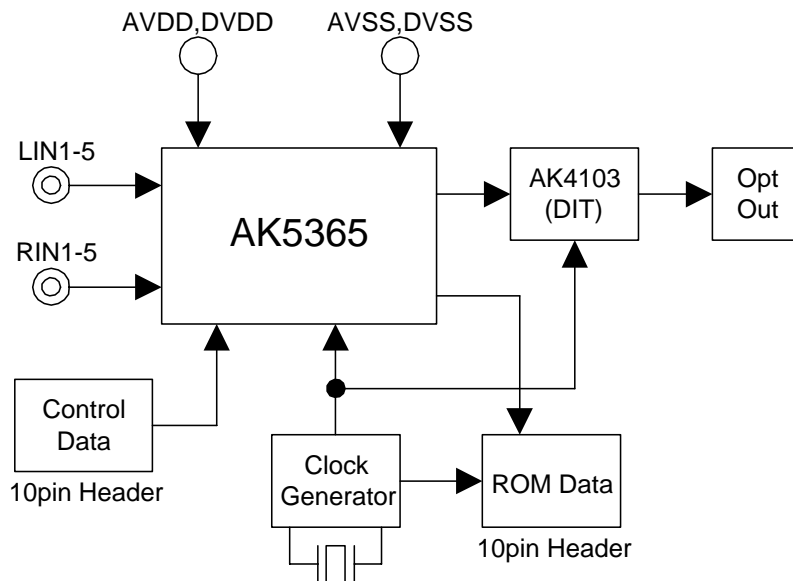 AVDD,DVDD
AVSS,DVSS
LIN1-5
RIN1-5
AK5365
AK4103
(DIT)
Opt
Out
Control
Data
10pin Header
Clock
Generator
ROM Data
10pin Header